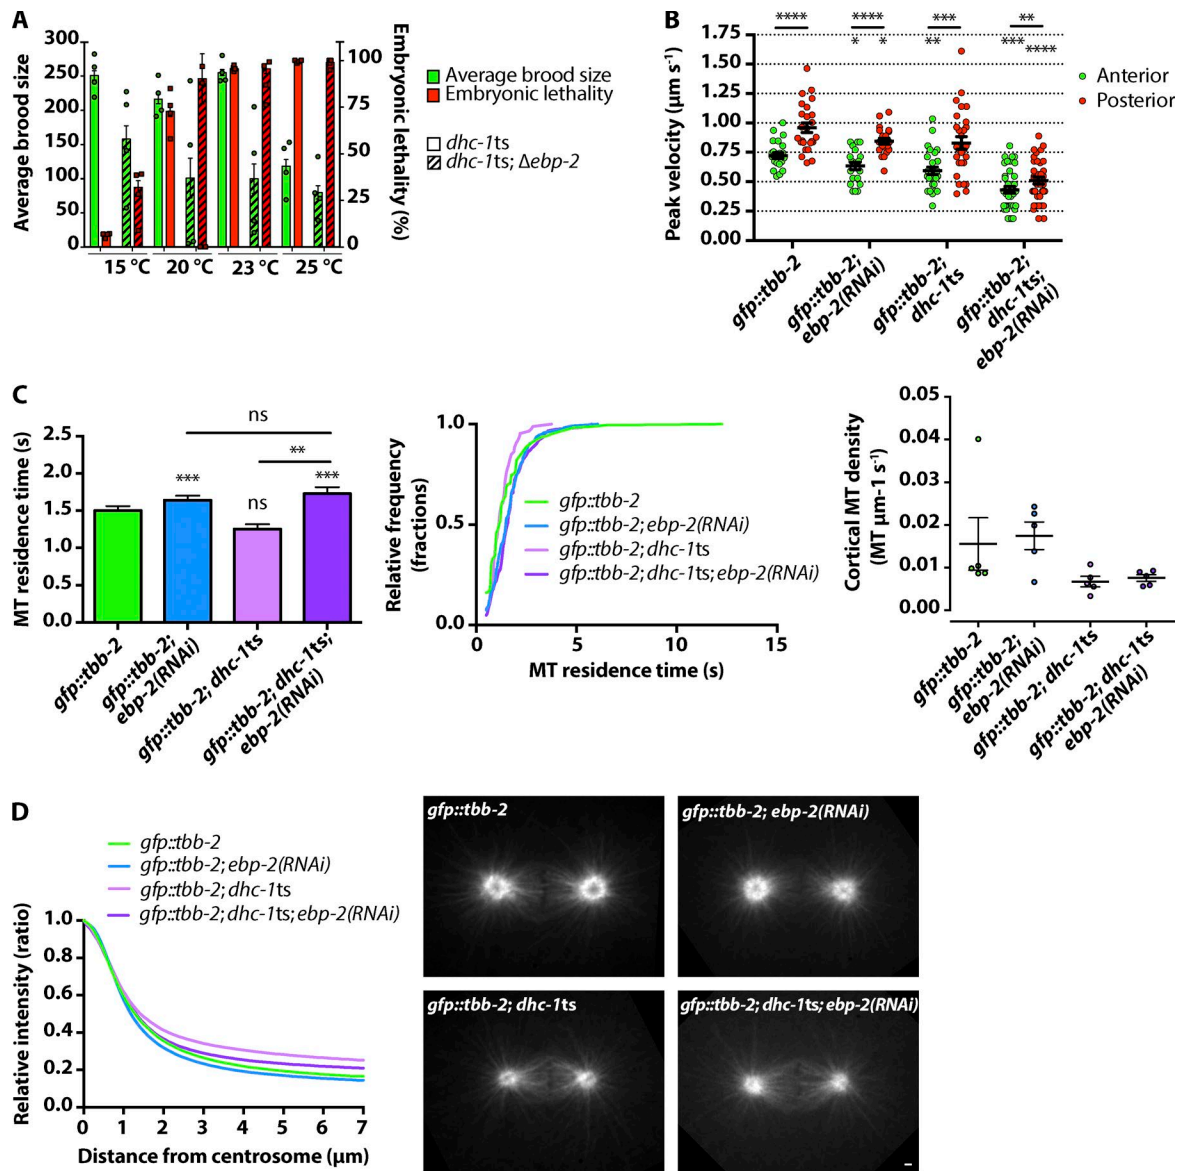 A
Average brood size
300
250
200
150
100
50
0
100
75
50
25
0
Embryonic lethality (%)
15 °C
20 °C
23 °C
25 °C
Average brood size
Embryonic lethality
dhc-1ts
dhc-1ts; Δebp-2
B
Peak velocity (μm s-1)
1.75
1.50
1.25
1.00
0.75
0.50
0.25
0.00
****
****
***
**
*
*
**
***
****
Anterior
Posterior
gfp::tbb-2
gfp::tbb-2;
ebp-2(RNAi)
gfp::tbb-2;
dhc-1ts
gfp::tbb-2;
dhc-1ts;
ebp-2(RNAi)
C
MT residence time (s)
2.5
2.0
1.5
1.0
0.5
0.0
ns
**
***
ns
***
gfp::tbb-2
gfp::tbb-2;
ebp-2(RNAi)
gfp::tbb-2; dhc-1ts
gfp::tbb-2; dhc-1ts;
ebp-2(RNAi)
Relative frequency
(fractions)
1.0
0.5
0.0
0
5
10
15
MT residence time (s)
gfp::tbb-2
gfp::tbb-2; ebp-2(RNAi)
gfp::tbb-2; dhc-1ts
gfp::tbb-2; dhc-1ts; ebp-2(RNAi)
Cortical MT density
(MT μm-1 s-1)
0.05
0.04
0.02
0.01
0.00
gfp::tbb-2
gfp::tbb-2;
ebp-2(RNAi)
gfp::tbb-2; dhc-1ts
gfp::tbb-2; dhc-1ts
ebp-2(RNAi)
D
gfp::tbb-2
gfp::tbb-2; ebp-2(RNAi)
gfp::tbb-2; dhc-1ts
gfp::tbb-2; dhc-1ts; ebp-2(RNAi)
Relative intensity (ratio)
1.0
0.8
0.6
0.4
0.2
0.0
0 1 2 3 4 5 6 7
Distance from centrosome (μm)
gfp::tbb-2
gfp::tbb-2; ebp-2(RNAi)
gfp::tbb-2; dhc-1ts
gfp::tbb-2; dhc-1ts; ebp-2(RNAi)